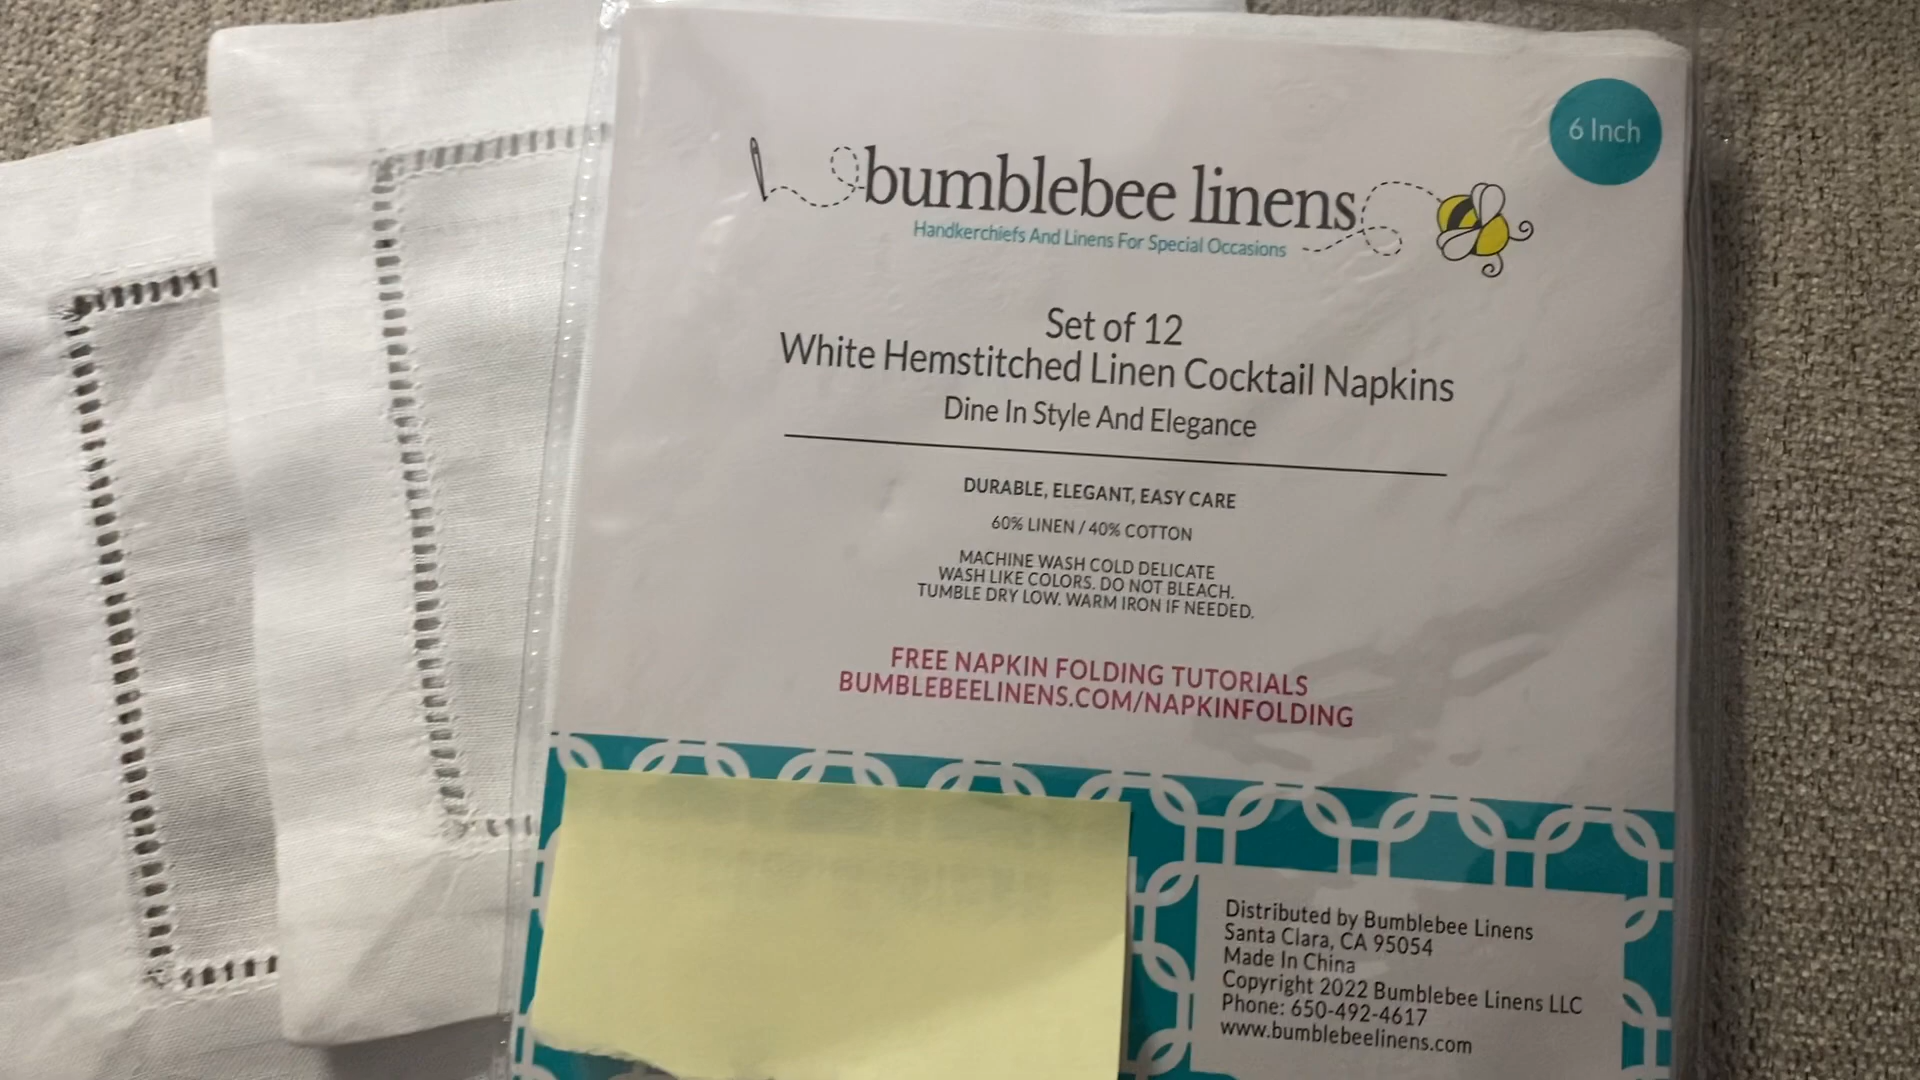 6 Inch
bumblebee linens
Handkerchiefs And Linens For Special Occasions
Set of 12
White Hemstitched Linen Cocktail Napkins
Dine In Style And Elegance
DURABLE, ELEGANT, EASY CARE
60% LINEN / 40% COTTON
MACHINE WASH COLD DELICATE
WASH LIKE COLORS. DO NOT BLEACH.
TUMBLE DRY LOW. WARM IRON IF NEEDED.
FREE NAPKIN FOLDING TUTORIALS
BUMBLEBEELINENS.COM/NAPKINFOLDING
Distributed by Bumblebee Linens
Santa Clara, CA 95054
Made In China
Copyright 2022 Bumblebee Linens LLC
Phone: 650-492-4617
www.bumblebeelinens.com